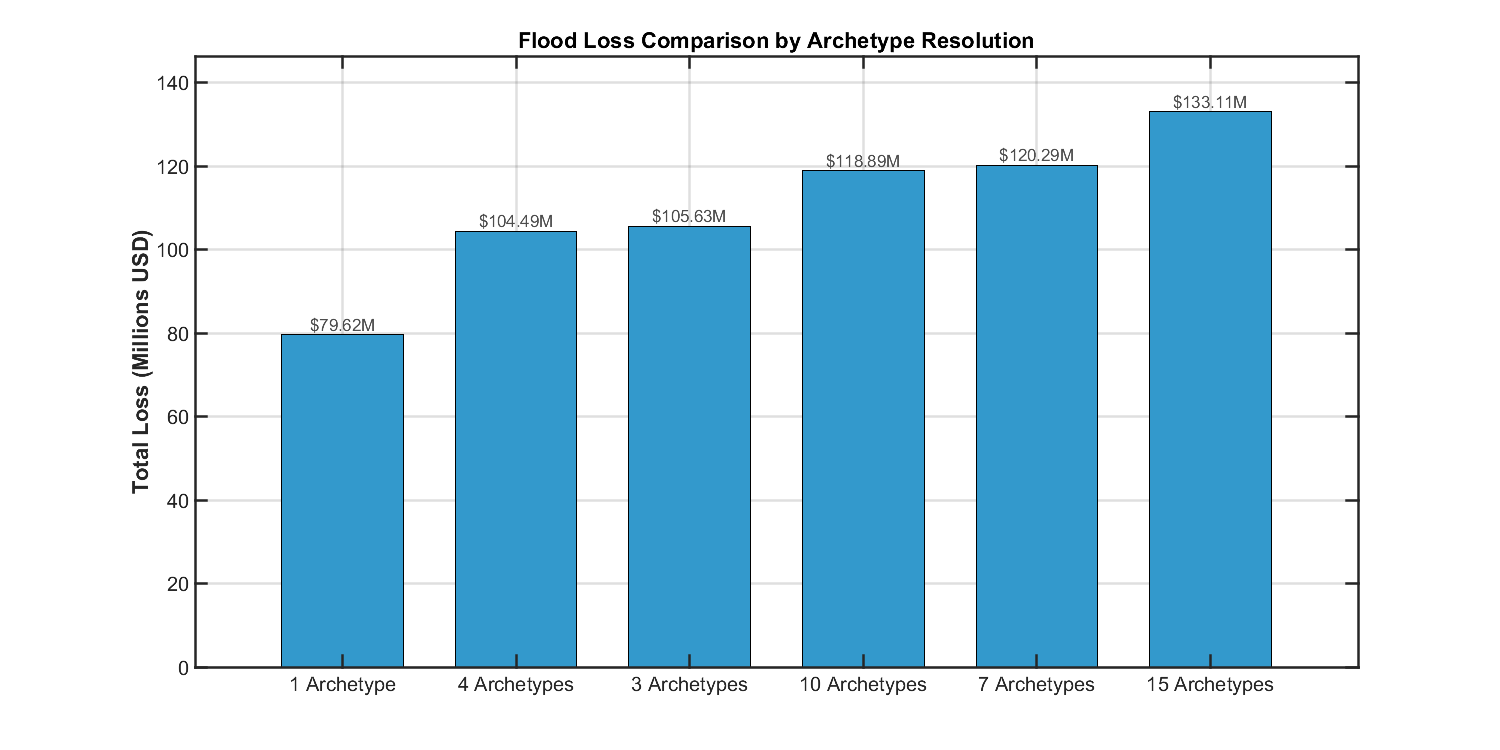 Flood Loss Comparison by Archetype Resolution
Total Loss (Millions USD)
140
120
100
80
60
40
20
0
$79.62M
$104.49M
$105.63M
$118.89M
$120.29M
$133.11M
1 Archetype
4 Archetypes
3 Archetypes
10 Archetypes
7 Archetypes
15 Archetypes